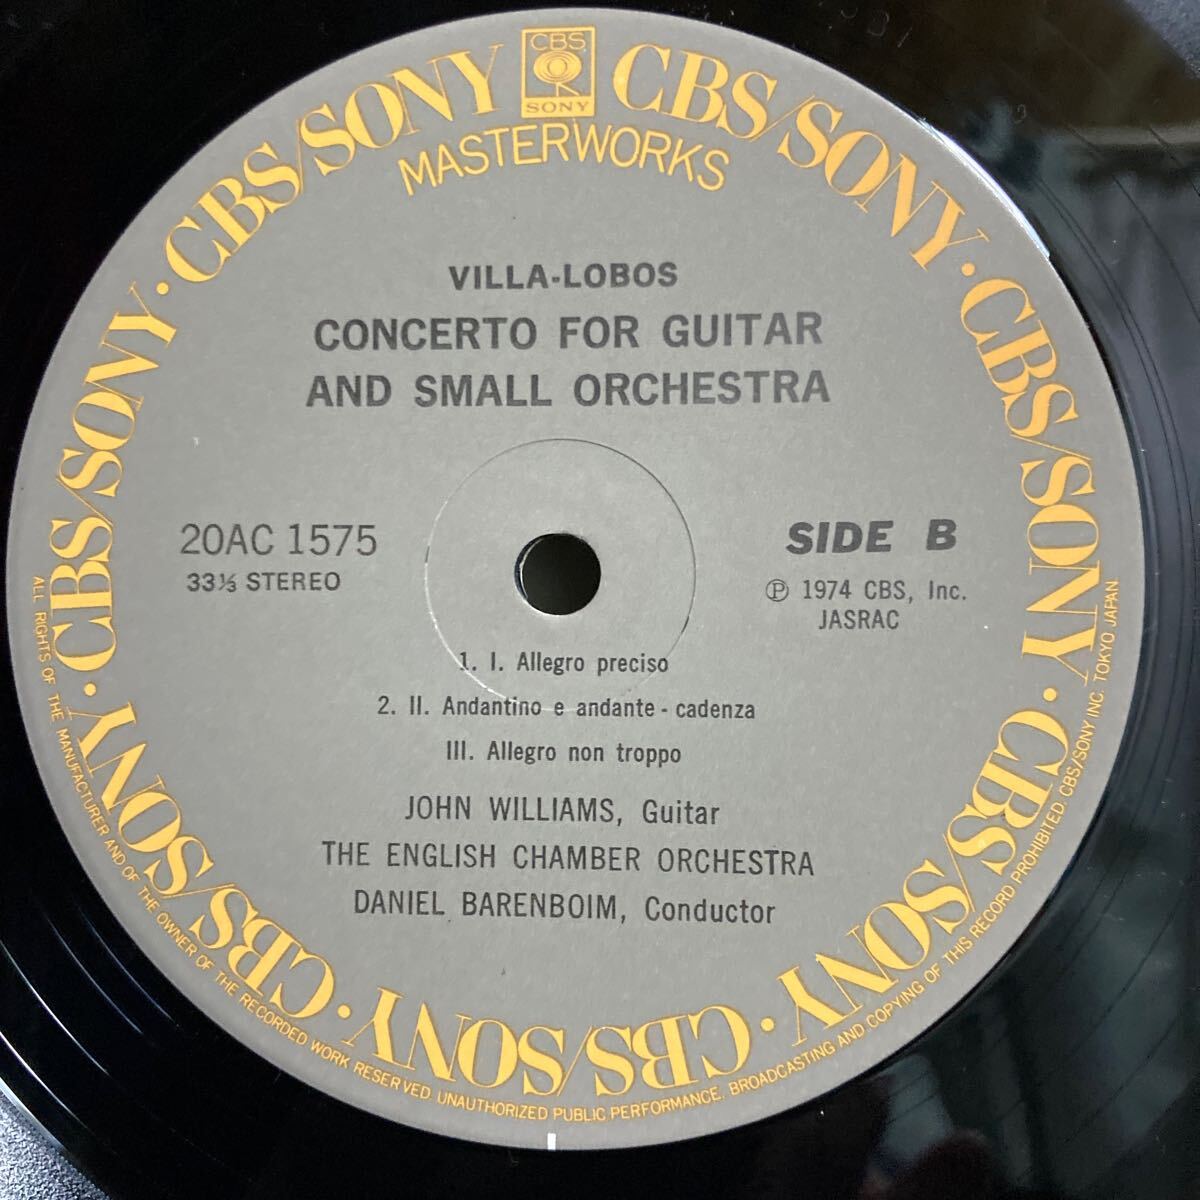 CBS/SONY · CBS/SONY · CBS/SONY · CBS/SONY · CBS/SONY · CBS/SONY · CBS/SONY · CBS/SONY
CBS
SONY
MASTERWORKS
VILLA-LOBOS
CONCERTO FOR GUITAR
AND SMALL ORCHESTRA
20AC 1575
33⅓ STEREO
SIDE B
Ⓟ 1974 CBS, Inc.
JASRAC
1. I. Allegro preciso
2. II. Andantino e andante - cadenza
III. Allegro non troppo
JOHN WILLIAMS, Guitar
THE ENGLISH CHAMBER ORCHESTRA
DANIEL BARENBOIM, Conductor
ALL RIGHTS OF THE MANUFACTURER AND OF THE OWNER OF THE RECORDED WORK RESERVED. UNAUTHORIZED PUBLIC PERFORMANCE, BROADCASTING AND COPYING OF THIS RECORD PROHIBITED. CBS/SONY INC. TOKYO JAPAN